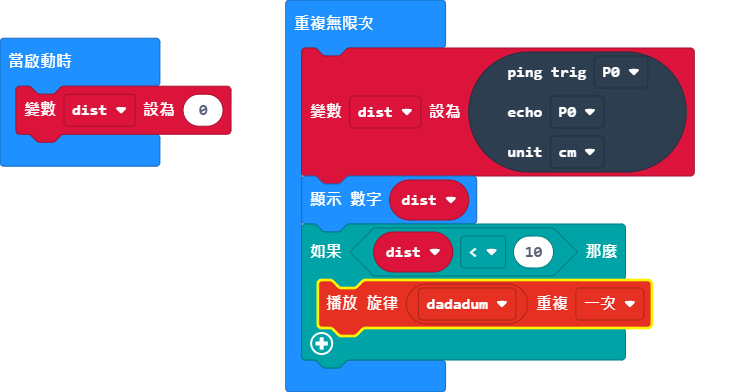 當啟動時
變數 dist 設為 0
重複無限次
變數 dist 設為 ping trig P0
echo P0
unit cm
顯示 數字 dist
如果 dist < 10 那麼
播放 旋律 dadadum 重複 一次